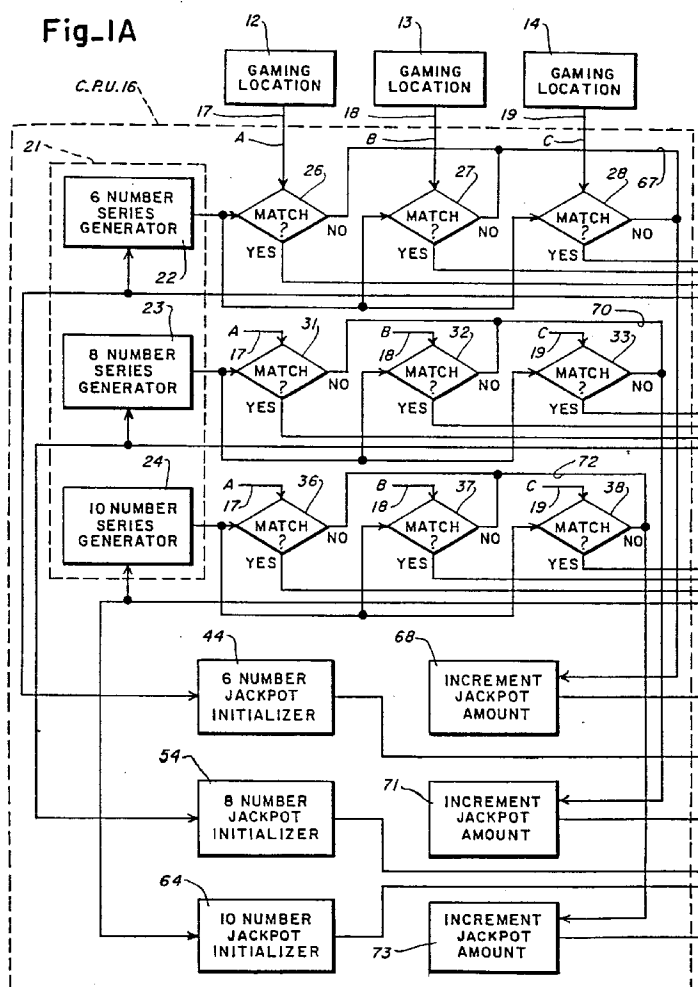 Fig_1A
12
13
14
GAMING
LOCATION
GAMING
LOCATION
GAMING
LOCATION
C.P.U. 16
17
18
19
A
B
C
21
26
27
28
67
6 NUMBER
SERIES
GENERATOR
22
MATCH
?
NO
YES
MATCH
?
NO
YES
MATCH
?
NO
YES
23
70
A
17
31
B
18
32
C
19
33
8 NUMBER
SERIES
GENERATOR
MATCH
?
NO
YES
MATCH
?
NO
YES
MATCH
?
NO
YES
24
72
A
17
36
B
18
37
C
19
38
10 NUMBER
SERIES
GENERATOR
MATCH
?
NO
YES
MATCH
?
NO
YES
MATCH
?
NO
YES
44
6 NUMBER
JACKPOT
INITIALIZER
68
INCREMENT
JACKPOT
AMOUNT
54
8 NUMBER
JACKPOT
INITIALIZER
71
INCREMENT
JACKPOT
AMOUNT
64
10 NUMBER
JACKPOT
INITIALIZER
73
INCREMENT
JACKPOT
AMOUNT